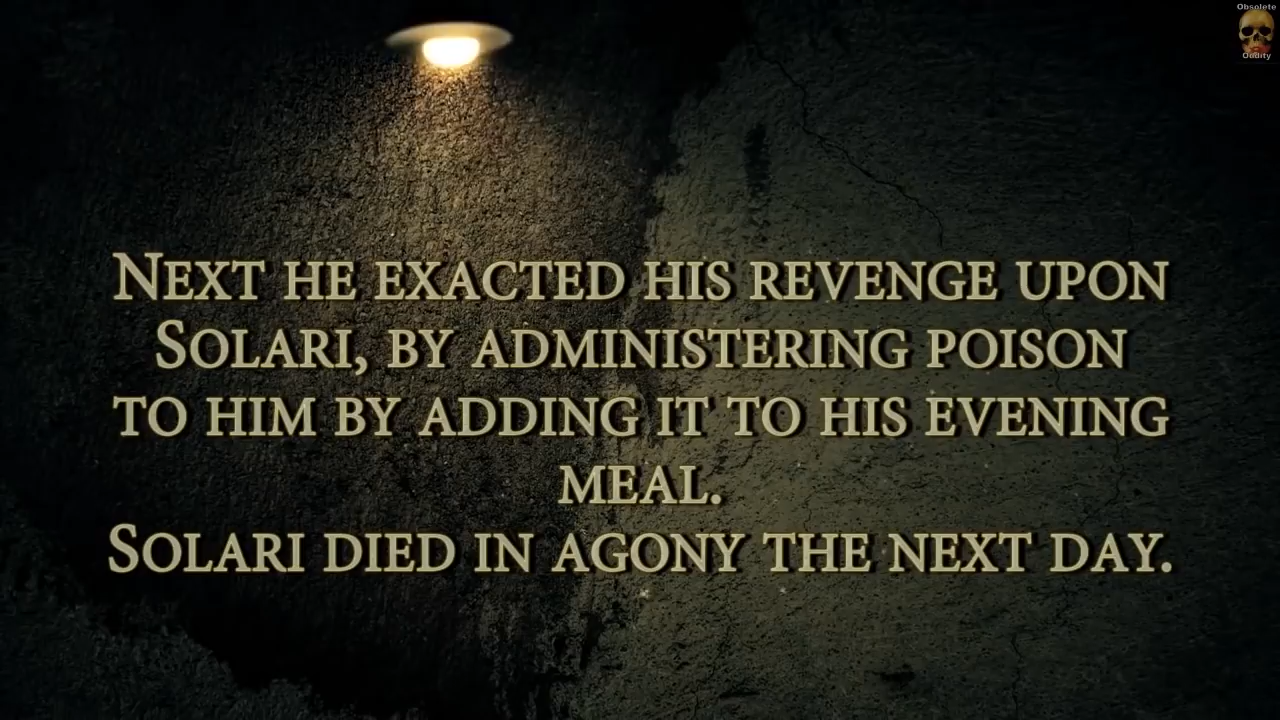 Obsolete
Oddity
NEXT HE EXACTED HIS REVENGE UPON
SOLARI, BY ADMINISTERING POISON
TO HIM BY ADDING IT TO HIS EVENING
MEAL.
SOLARI DIED IN AGONY THE NEXT DAY.